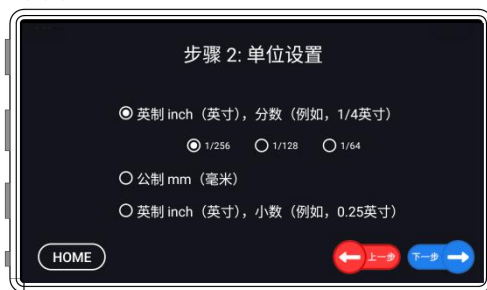 步骤 2: 单位设置
英制 inch（英寸），分数（例如，1/4英寸）
1/256 1/128 1/64
公制 mm（毫米）
英制 inch（英寸），小数（例如，0.25英寸）
HOME 上一步 下一步